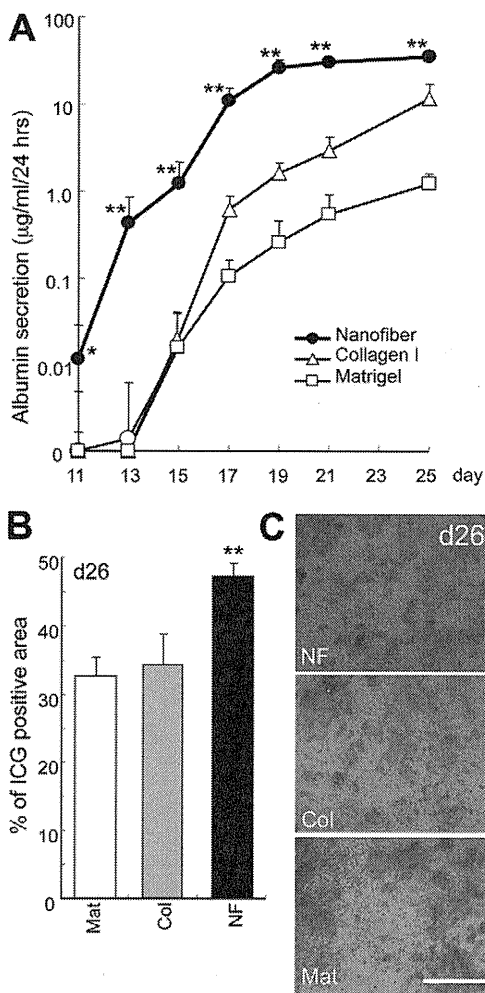 A
Albumin secretion (µg/ml/24 hrs)
100
10
1.0
0.1
0.01
0
*
**
**
**
**
**
**
Nanofiber
Collagen I
Matrigel
11 13 15 17 19 21 23 25 day
B
d26
**
% of ICG positive area
50
40
30
20
10
0
Mat Col NF
C
d26
NF
Col
Mat